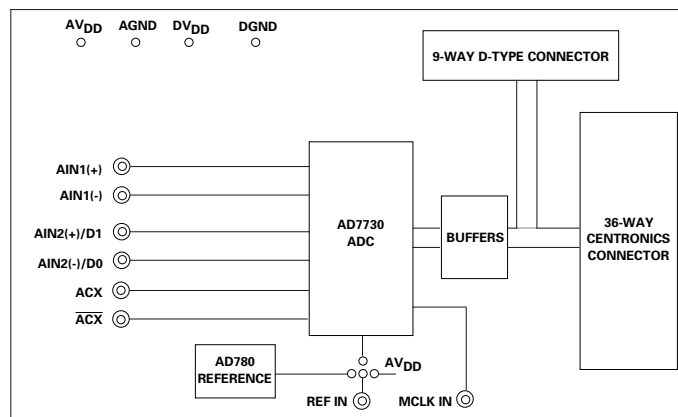 AVDD AGND DVDD DGND
9-WAY D-TYPE CONNECTOR
AIN1(+)
AIN1(-)
AIN2(+)/D1
AIN2(-)/D0
ACX
ACX
AD7730
ADC
BUFFERS
36-WAY
CENTRONICS
CONNECTOR
AD780
REFERENCE
AVDD
REF IN
MCLK IN